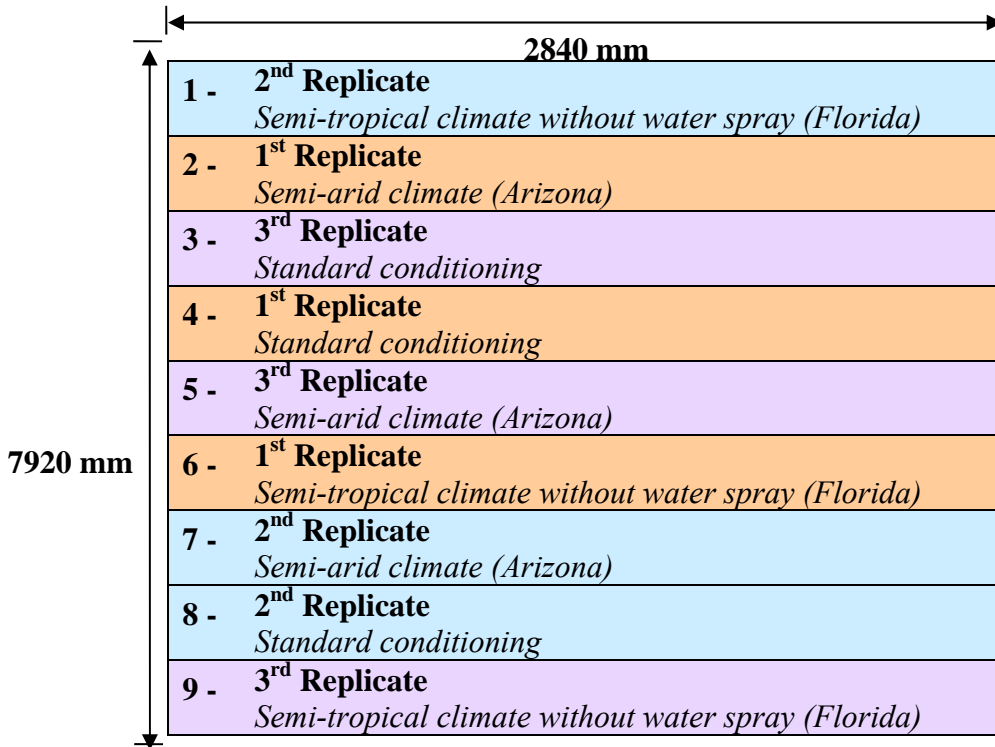 2840 mm
1 - 2nd Replicate
Semi-tropical climate without water spray (Florida)
2 - 1st Replicate
Semi-arid climate (Arizona)
3 - 3rd Replicate
Standard conditioning
4 - 1st Replicate
Standard conditioning
5 - 3rd Replicate
Semi-arid climate (Arizona)
7920 mm
6 - 1st Replicate
Semi-tropical climate without water spray (Florida)
7 - 2nd Replicate
Semi-arid climate (Arizona)
8 - 2nd Replicate
Standard conditioning
9 - 3rd Replicate
Semi-tropical climate without water spray (Florida)